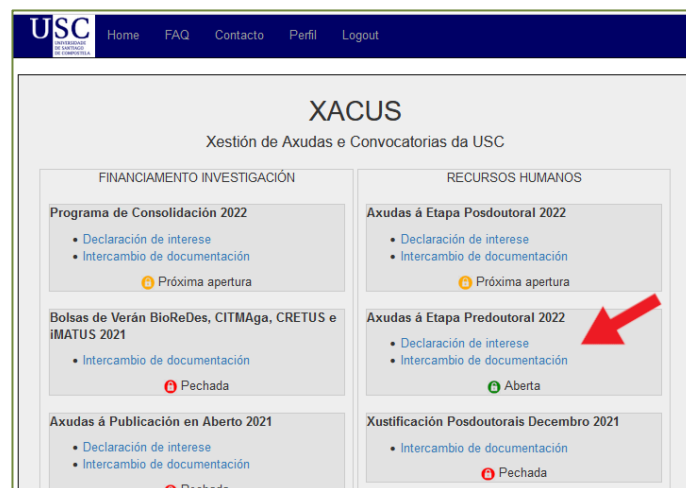 USC
UNIVERSIDADE
DE SANTIAGO
DE COMPOSTELA
Home FAQ Contacto Perfil Logout
XACUS
Xestión de Axudas e Convocatorias da USC
FINANCIAMENTO INVESTIGACIÓN
Programa de Consolidación 2022
Declaración de interese
Intercambio de documentación
Próxima apertura
Bolsas de Verán BioReDes, CITMAga, CRETUS e
iMATUS 2021
Intercambio de documentación
Pechada
Axudas á Publicación en Aberto 2021
Declaración de interese
Intercambio de documentación
Pechada
RECURSOS HUMANOS
Axudas á Etapa Posdoutoral 2022
Declaración de interese
Intercambio de documentación
Próxima apertura
Axudas á Etapa Predoutoral 2022
Declaración de interese
Intercambio de documentación
Aberta
Xustificación Posdoutorais Decembro 2021
Intercambio de documentación
Pechada